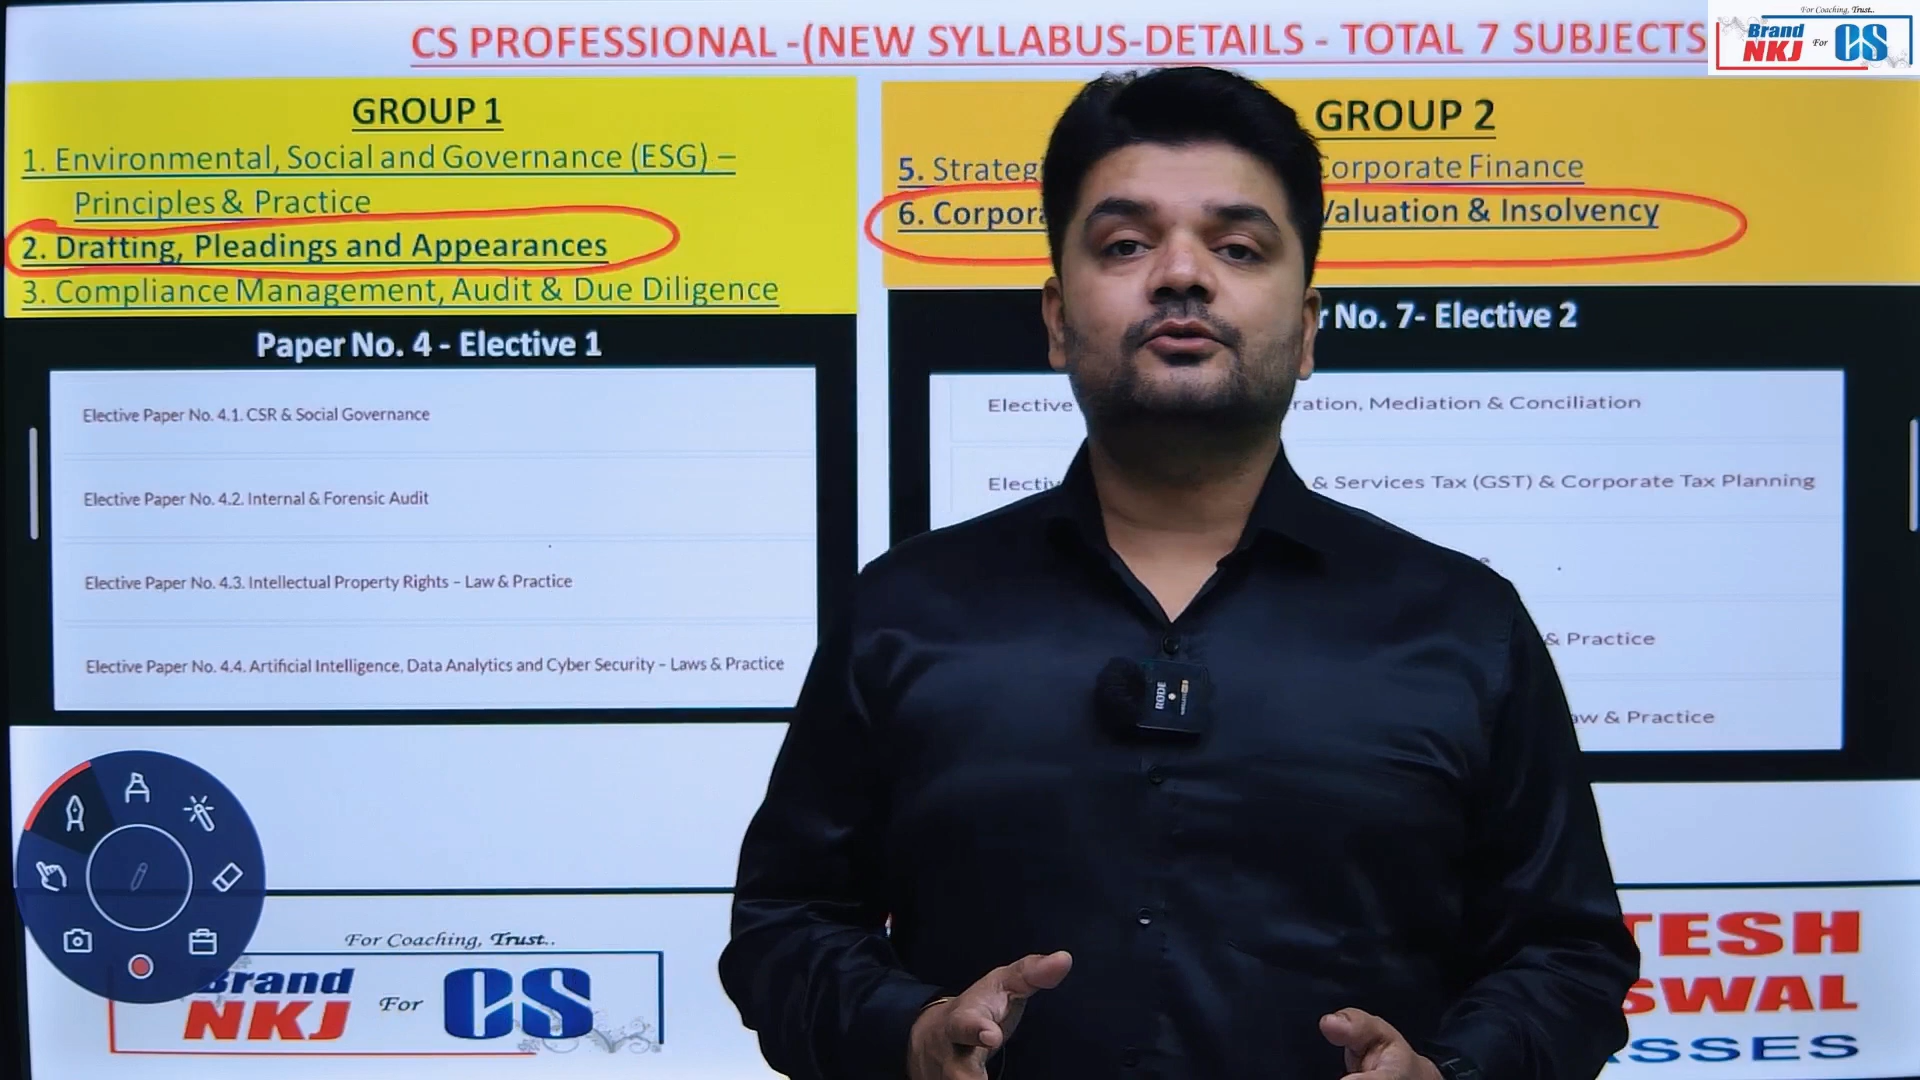 CS PROFESSIONAL -(NEW SYLLABUS-DETAILS - TOTAL 7 SUBJECTS
For Coaching, Trust..
Brand NKJ For CS
GROUP 1
1. Environmental, Social and Governance (ESG) –
Principles & Practice
2. Drafting, Pleadings and Appearances
3. Compliance Management, Audit & Due Diligence
Paper No. 4 - Elective 1
Elective Paper No. 4.1. CSR & Social Governance
Elective Paper No. 4.2. Internal & Forensic Audit
Elective Paper No. 4.3. Intellectual Property Rights – Law & Practice
Elective Paper No. 4.4. Artificial Intelligence, Data Analytics and Cyber Security – Laws & Practice
GROUP 2
5. Strateg Corporate Finance
6. Corpora Valuation & Insolvency
r No. 7- Elective 2
Elective ration, Mediation & Conciliation
Electiv & Services Tax (GST) & Corporate Tax Planning
& Practice
aw & Practice
RODE
For Coaching, Trust..
Brand
NKJ For CS
TESH
SWAL
ASSES